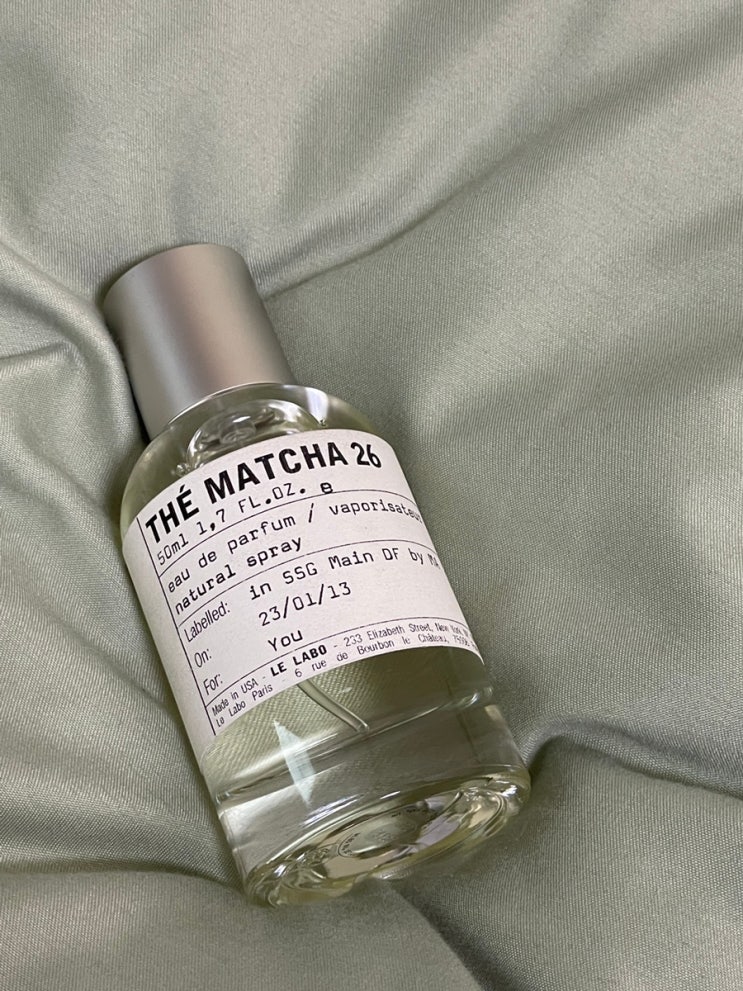 THÉ MATCHA 26
50ml 1,7 FL.OZ. e
eau de parfum / vaporisateur
natural spray
Labelled: in SSG Main DF by
On: 23/01/13
For: You
Made in USA - LE LABO - 233 Elizabeth Street, New
Le Labo Paris - 6 rue de Bourbon le Château,